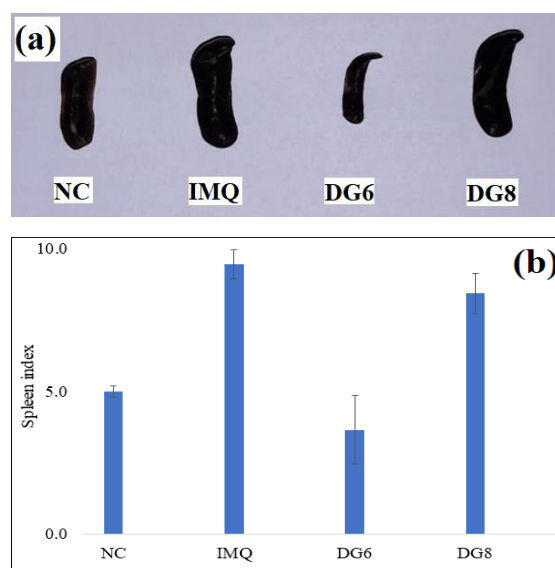 (a)
NC IMQ DG6 DG8
(b)
10.0
5.0
0.0
Spleen index
NC IMQ DG6 DG8